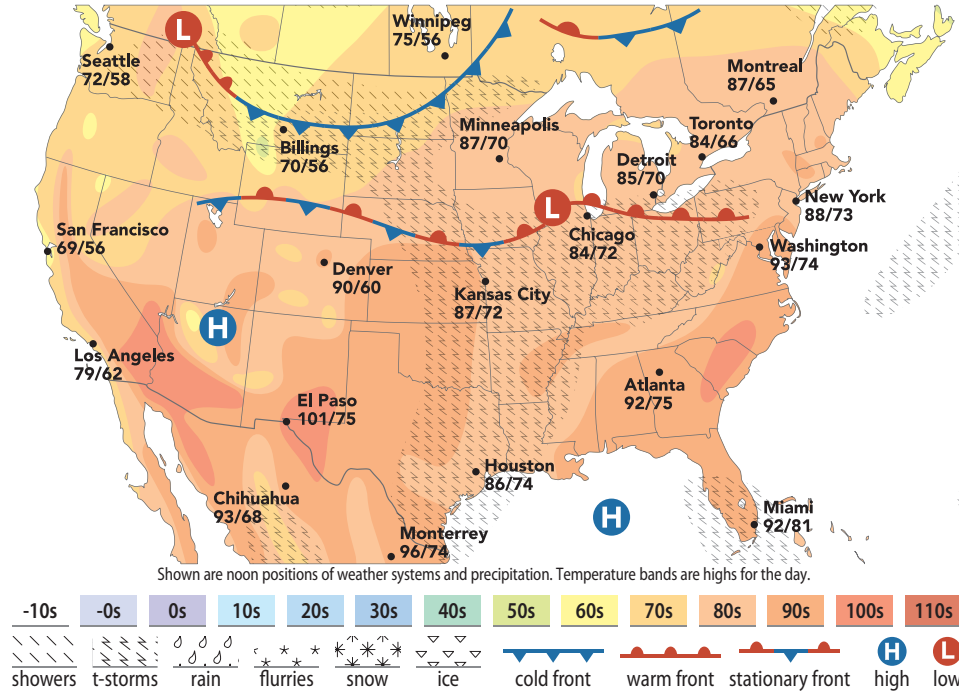 L
Winnipeg
75/56
Seattle
72/58
Montreal
87/65
Minneapolis
87/70
Toronto
84/66
Billings
70/56
Detroit
85/70
L
New York
88/73
San Francisco
69/56
Chicago
84/72
Washington
93/74
Denver
90/60
Kansas City
87/72
H
Los Angeles
79/62
Atlanta
92/75
El Paso
101/75
Houston
86/74
Chihuahua
93/68
H
Miami
92/81
Monterrey
96/74
Shown are noon positions of weather systems and precipitation. Temperature bands are highs for the day.
-10s -0s 0s 10s 20s 30s 40s 50s 60s 70s 80s 90s 100s 110s
H L
showers t-storms rain flurries snow ice cold front warm front stationary front high low